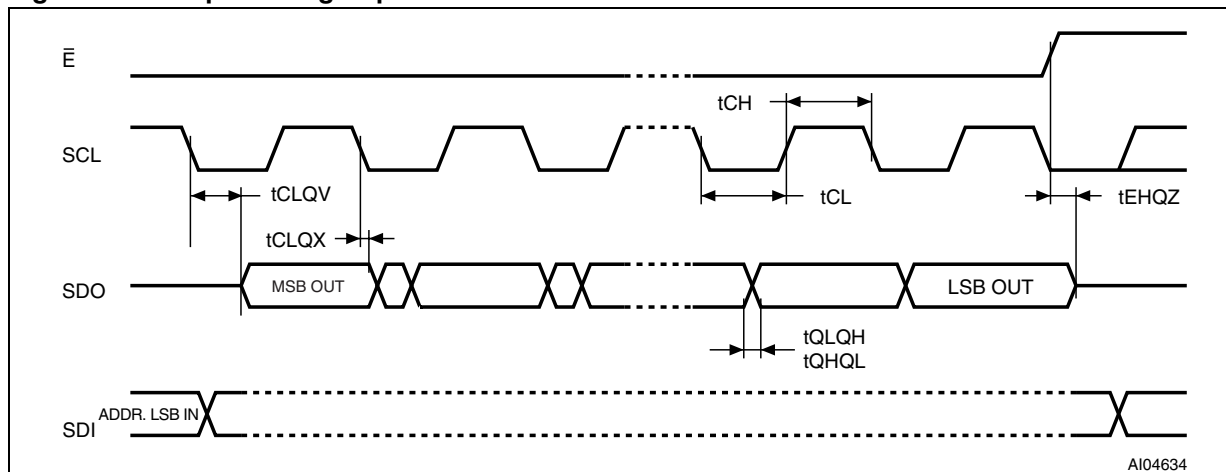 Ē
tCH
SCL
tCLQV
tCL
tEHQZ
tCLQX
SDO
MSB OUT
LSB OUT
tQLQH
tQHQL
ADDR. LSB IN
SDI
AI04634